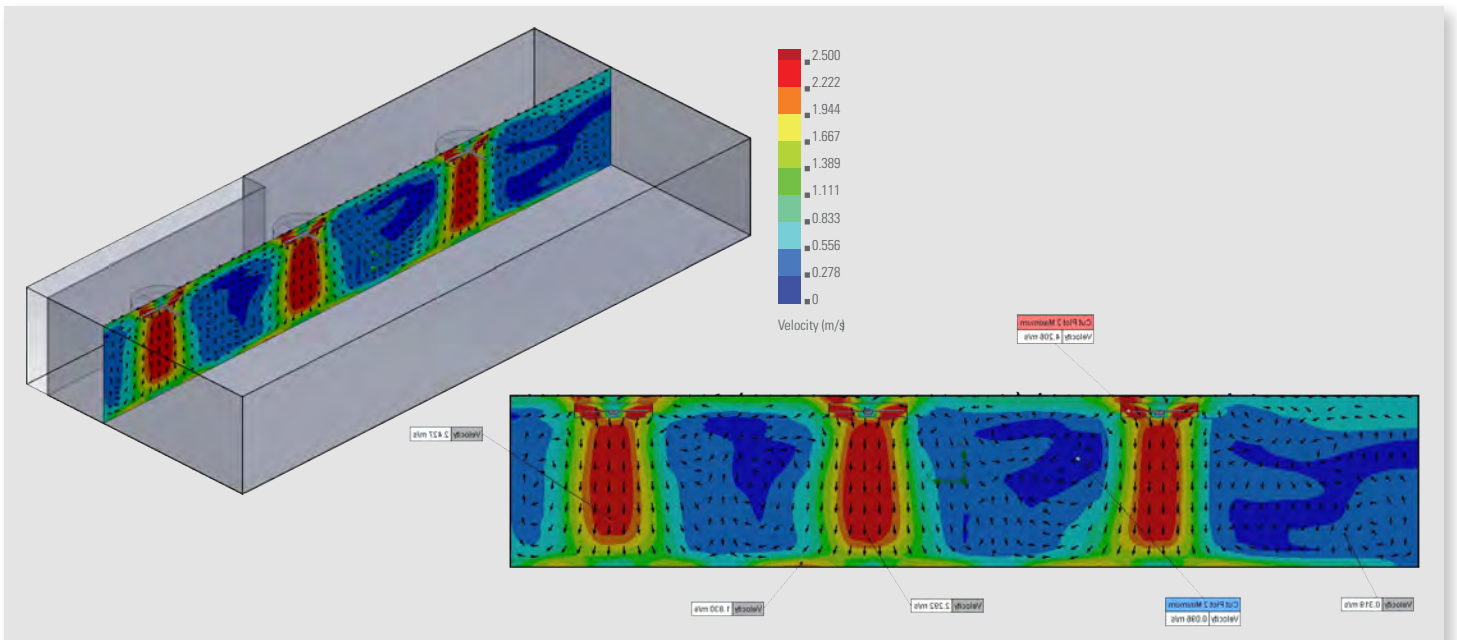 2.500
2.222
1.944
1.667
1.389
1.111
0.833
0.556
0.278
0
Velocity (m/s)
Cut Plot 2 Minimum
Velocity 4.206 m/s
Velocity 2.427 m/s
Velocity 1.830 m/s
Velocity 2.292 m/s
Cut Plot 2 Minimum
Velocity 0.096 m/s
Velocity 0.319 m/s